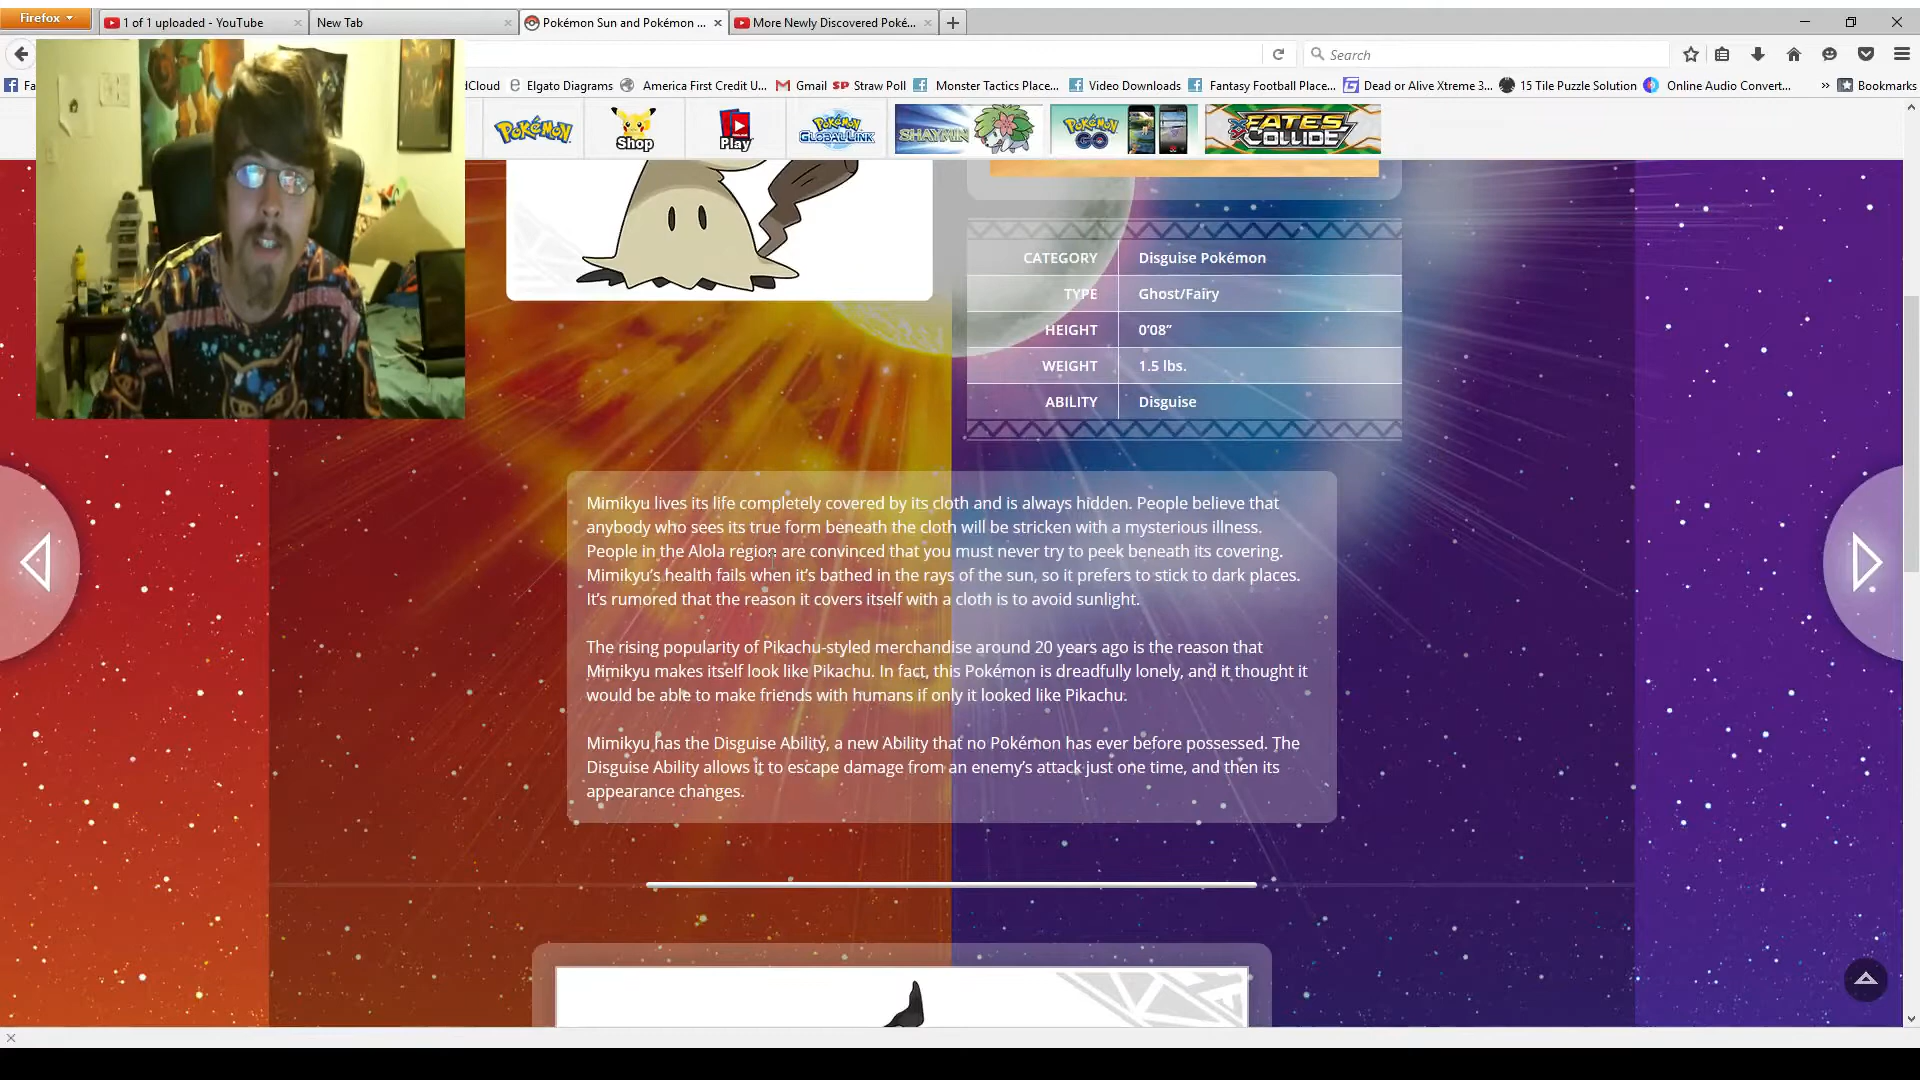 Firefox
1 of 1 uploaded - YouTube
New Tab
Pokémon Sun and Pokémon ...
More Newly Discovered Poké...
Search
Fa
dCloud
Elgato Diagrams
America First Credit U...
Gmail
SP Straw Poll
Monster Tactics Place...
Video Downloads
Fantasy Football Place...
Dead or Alive Xtreme 3...
15 Tile Puzzle Solution
Online Audio Convert...
»
Bookmarks
Pokémon
Shop
Play
Pokémon GLOBAL LINK
SHAYMIN
POKÉMON GO
FATES COLLIDE
CATEGORY Disguise Pokémon
TYPE Ghost/Fairy
HEIGHT 0'08"
WEIGHT 1.5 lbs.
ABILITY Disguise
Mimikyu lives its life completely covered by its cloth and is always hidden. People believe that
anybody who sees its true form beneath the cloth will be stricken with a mysterious illness.
People in the Alola region are convinced that you must never try to peek beneath its covering.
Mimikyu's health fails when it's bathed in the rays of the sun, so it prefers to stick to dark places.
It's rumored that the reason it covers itself with a cloth is to avoid sunlight.
The rising popularity of Pikachu-styled merchandise around 20 years ago is the reason that
Mimikyu makes itself look like Pikachu. In fact, this Pokémon is dreadfully lonely, and it thought it
would be able to make friends with humans if only it looked like Pikachu.
Mimikyu has the Disguise Ability, a new Ability that no Pokémon has ever before possessed. The
Disguise Ability allows it to escape damage from an enemy's attack just one time, and then its
appearance changes.